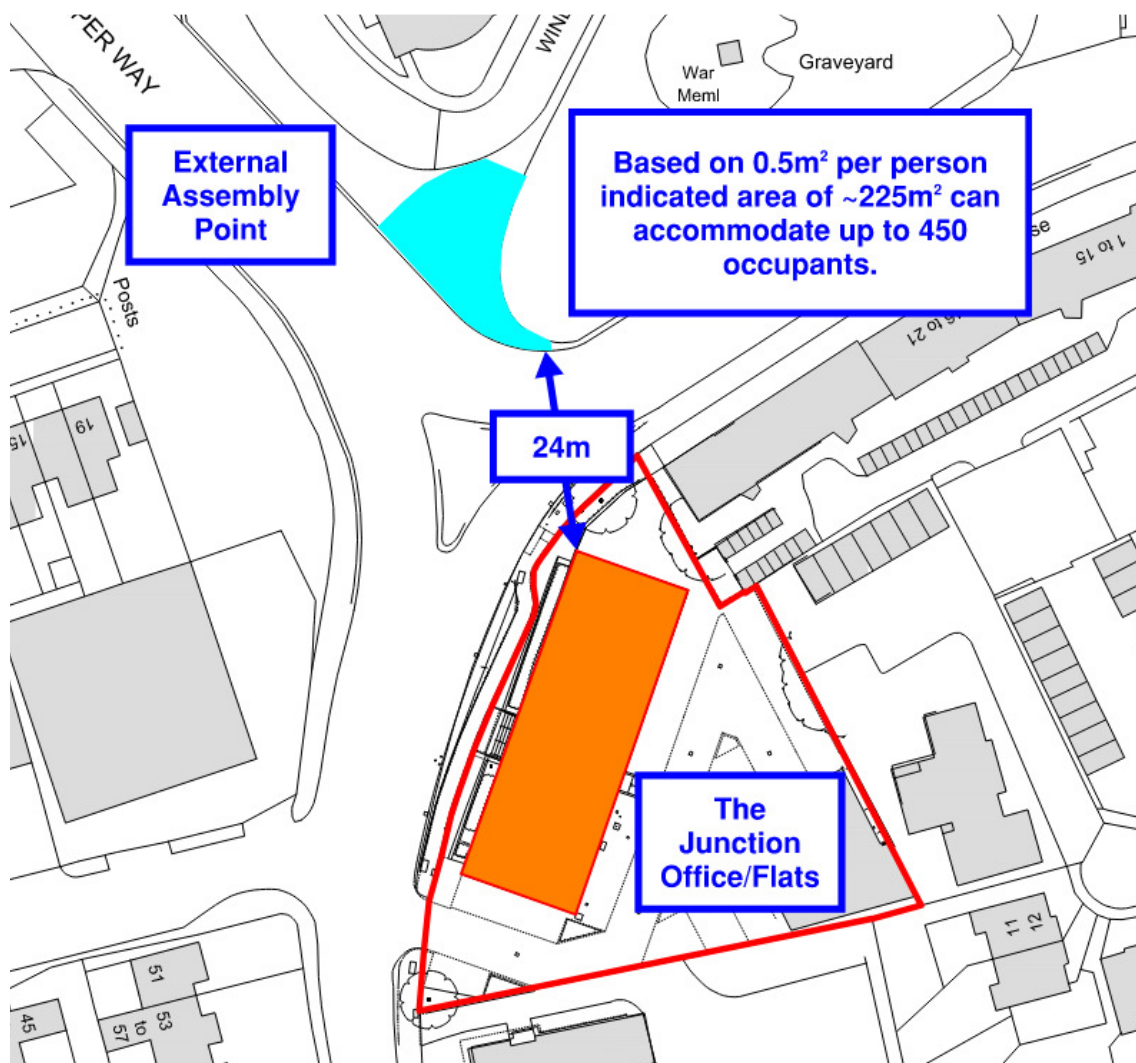 PER WAY
WIND
War
Meml
Graveyard
External
Assembly
Point
Based on 0.5m² per person
indicated area of ~225m² can
accommodate up to 450
occupants.
se
1 to 15
16 to 21
Posts
24m
19
15
The
Junction
Office/Flats
11
12
51
53
to
57
45